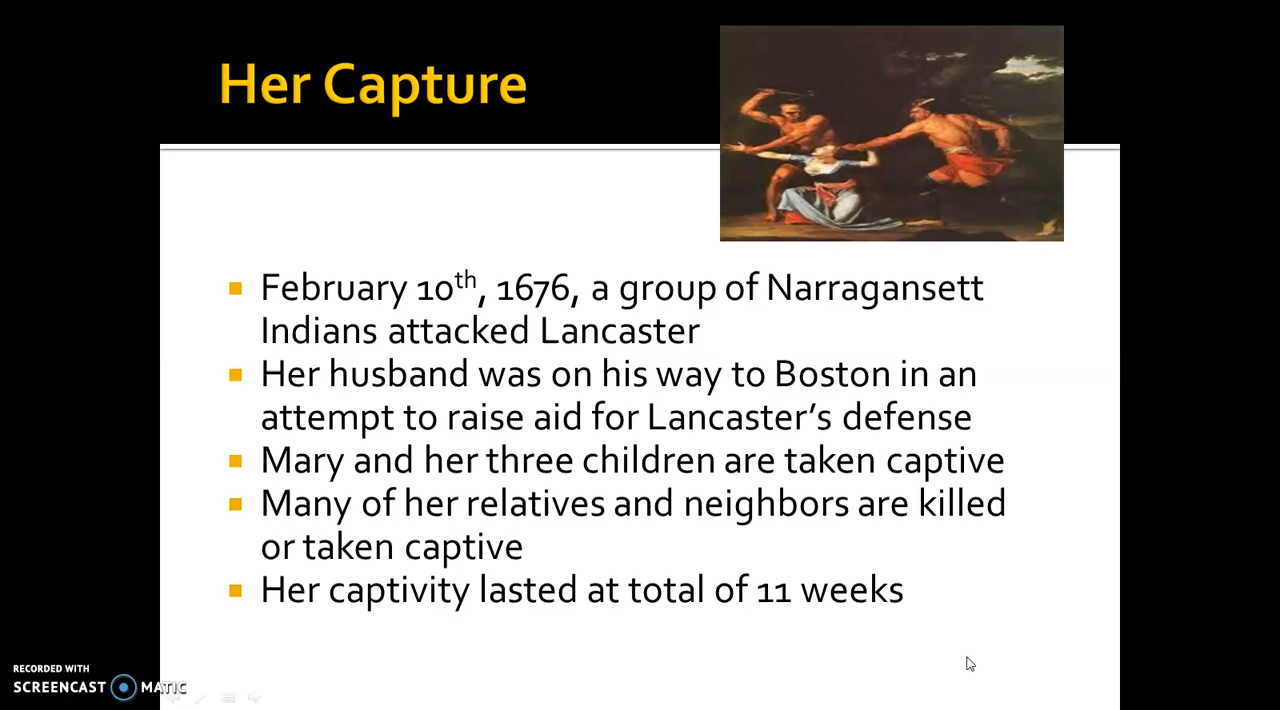 Her Capture
February 10th, 1676, a group of Narragansett
Indians attacked Lancaster
Her husband was on his way to Boston in an
attempt to raise aid for Lancaster’s defense
Mary and her three children are taken captive
Many of her relatives and neighbors are killed
or taken captive
Her captivity lasted at total of 11 weeks
RECORDED WITH
SCREENCAST MATIC